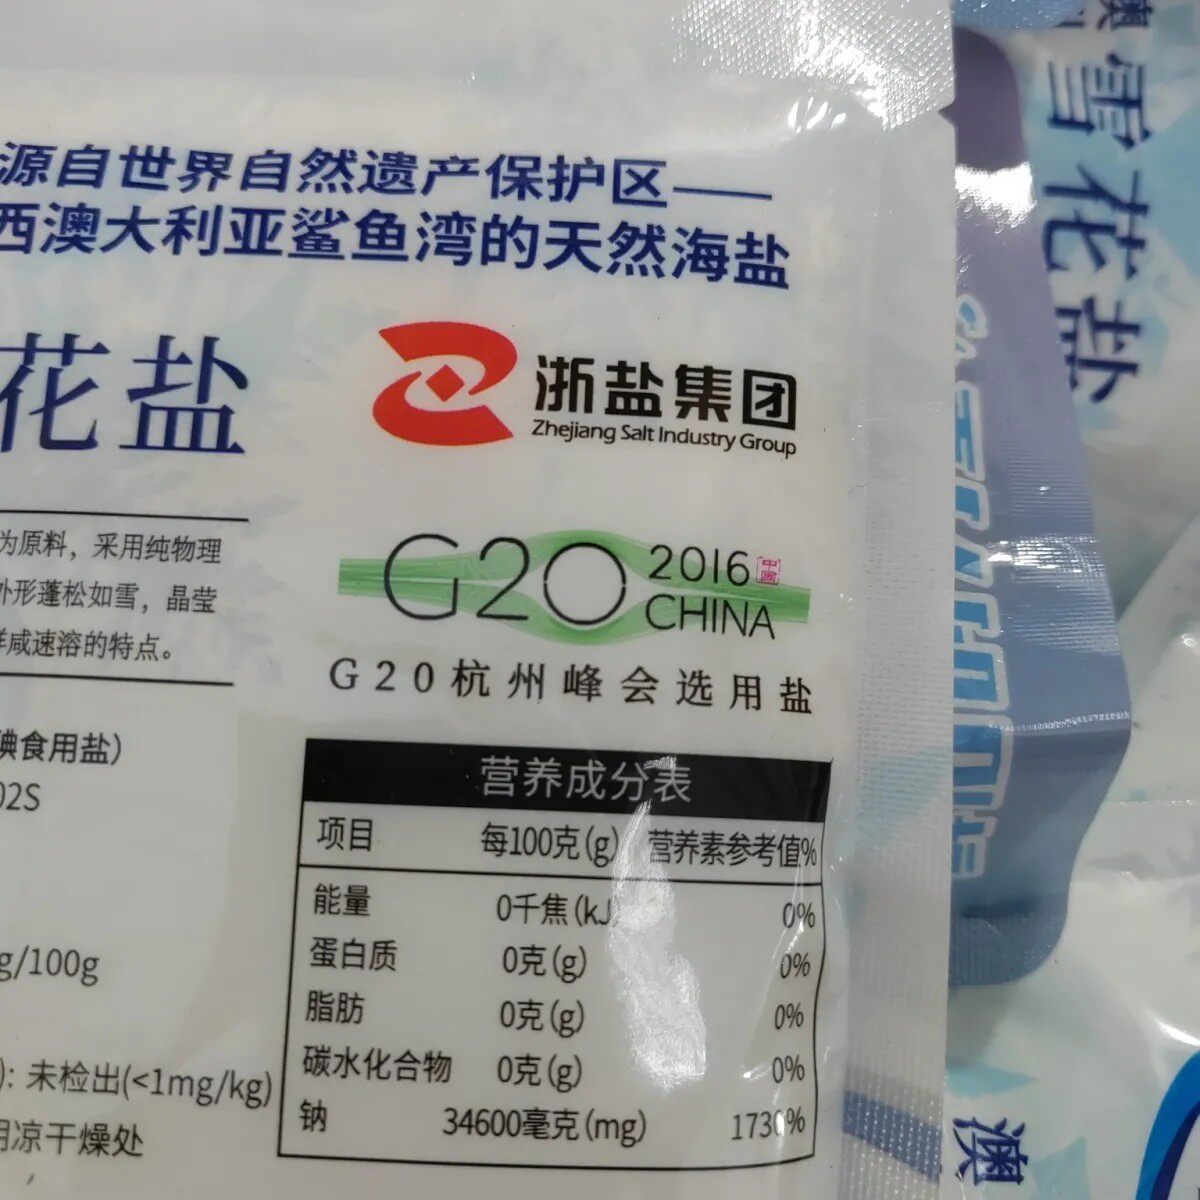 源自世界自然遗产保护区——
西澳大利亚鲨鱼湾的天然海盐
花盐
浙盐集团
Zhejiang Salt Industry Group
为原料，采用纯物理
外形蓬松如雪，晶莹
咸速溶的特点。
G20 2016 中国
CHINA
G20杭州峰会选用盐
碘食用盐）
02S
g/100g
): 未检出(<1mg/kg)
凉干燥处
营养成分表
项目 每100克(g) 营养素参考值%
能量 0千焦(kJ) 0%
蛋白质 0克(g) 0%
脂肪 0克(g) 0%
碳水化合物 0克(g) 0%
钠 34600毫克(mg) 1730%
澳
雪花盐
澳